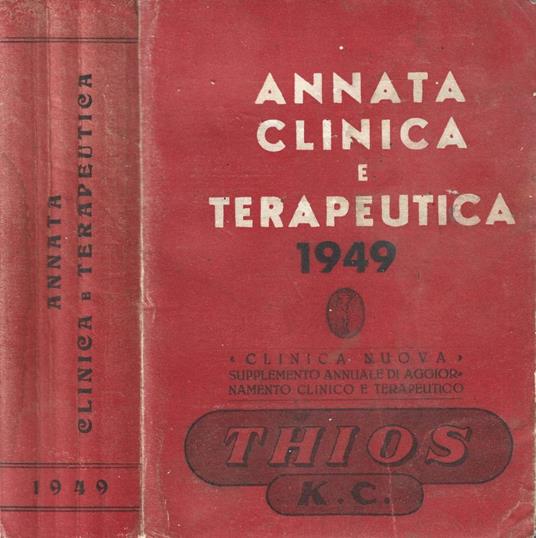 ANNATA
CLINICA E TERAPEUTICA
1949
ANNATA
CLINICA
E
TERAPEUTICA
1949
« CLINICA NUOVA »
SUPPLEMENTO ANNUALE DI AGGIOR-
NAMENTO CLINICO E TERAPEUTICO
THIOS
K.C.